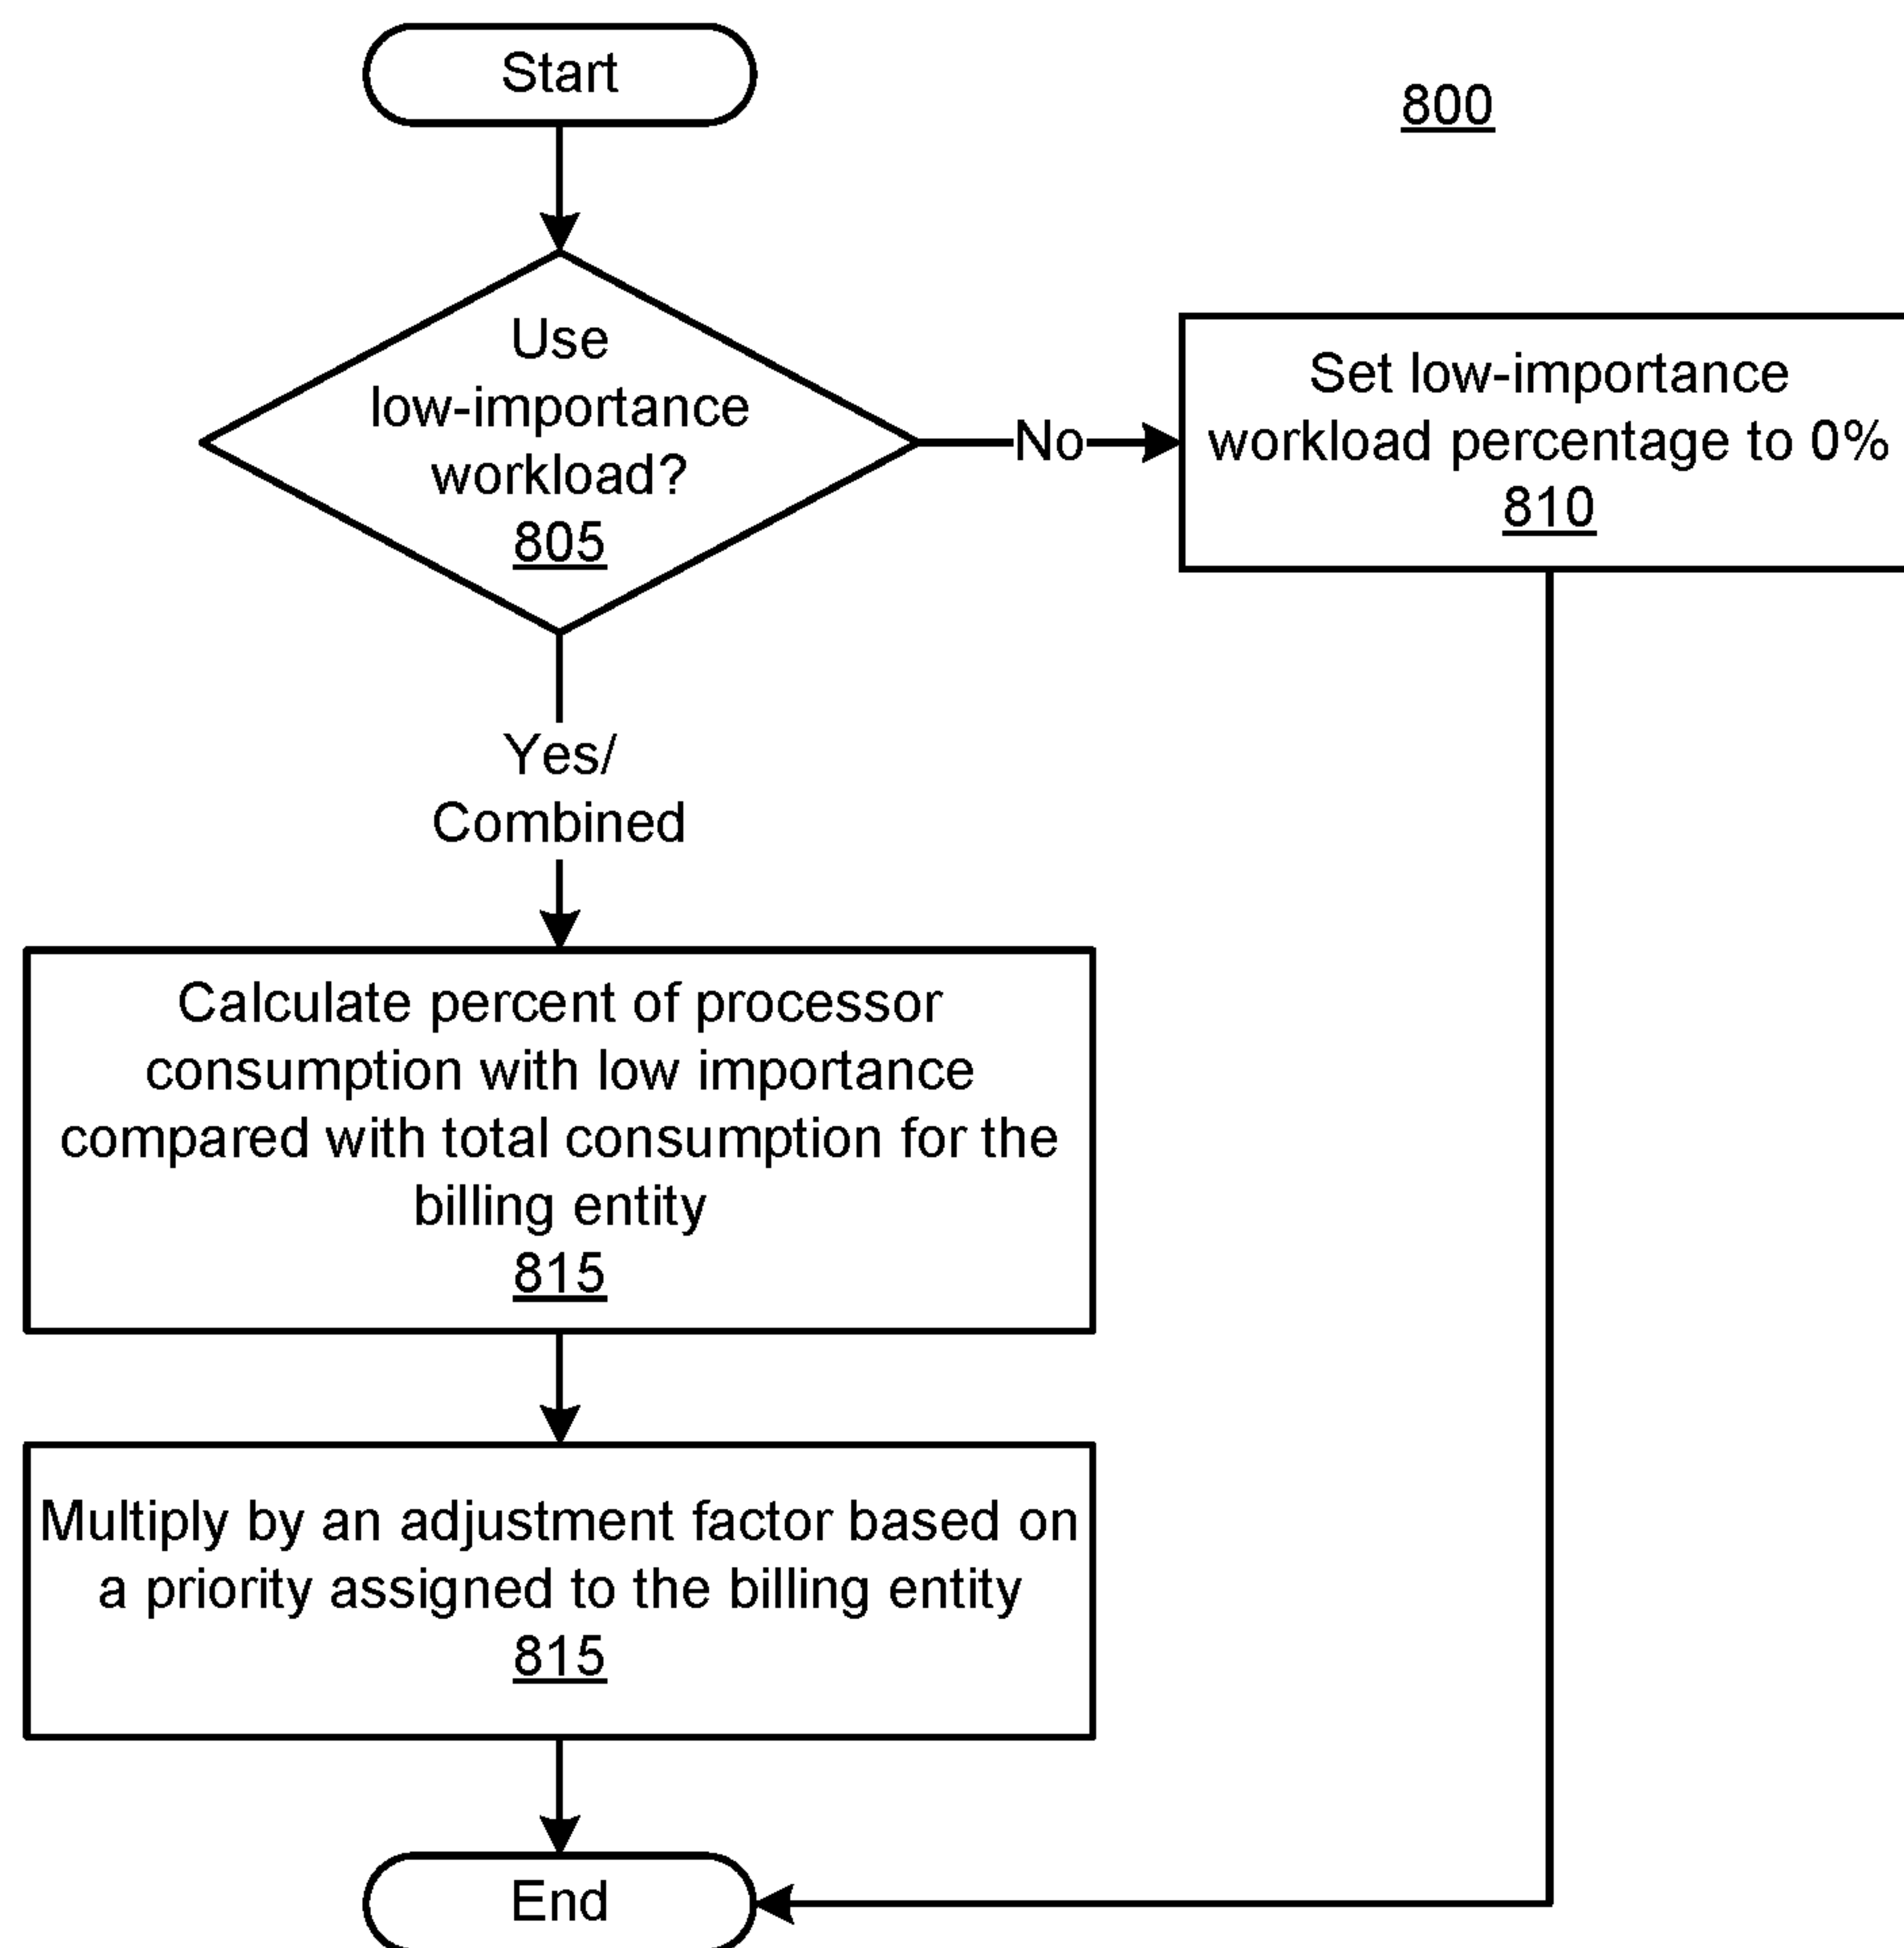 Start
800
Use
low-importance
workload?
805
No
Set low-importance
workload percentage to 0%
810
Yes/
Combined
Calculate percent of processor
consumption with low importance
compared with total consumption for the
billing entity
815
Multiply by an adjustment factor based on
a priority assigned to the billing entity
815
End